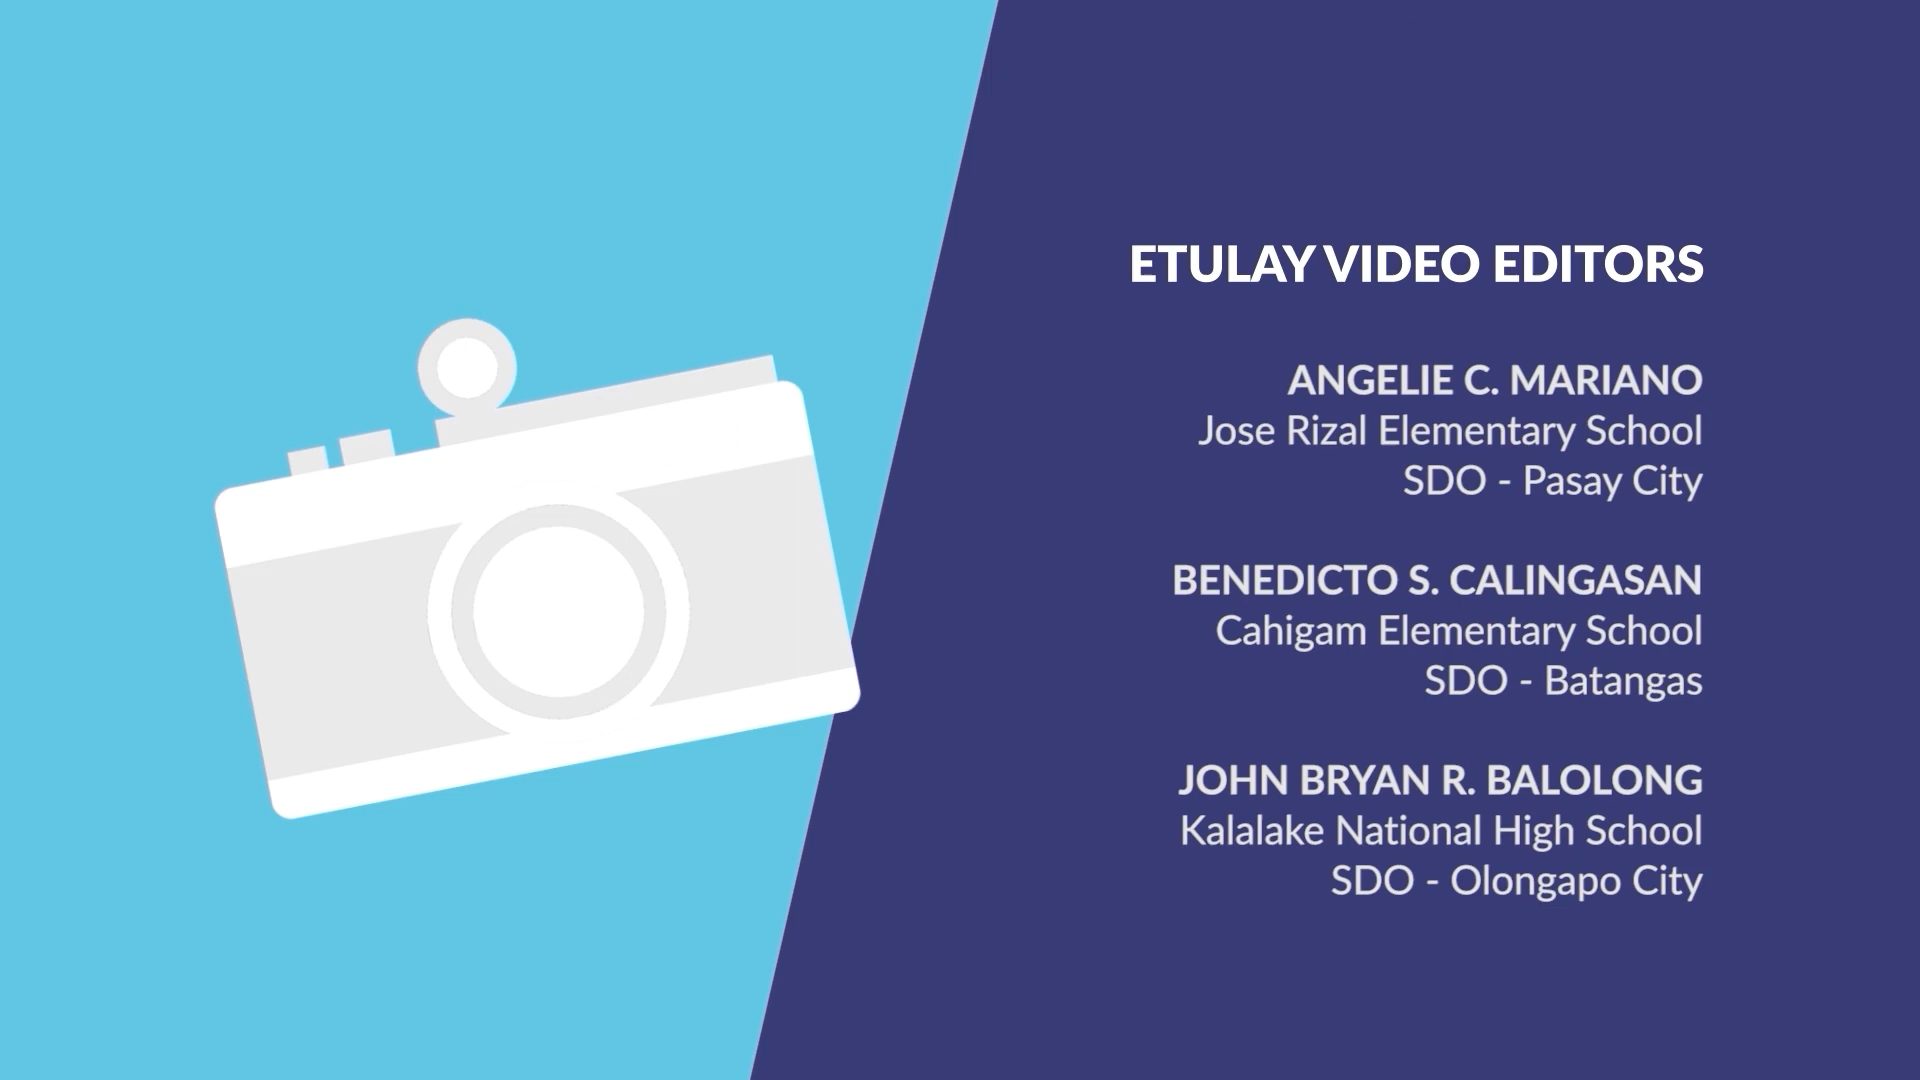 ETULAY VIDEO EDITORS
ANGELIE C. MARIANO
Jose Rizal Elementary School
SDO - Pasay City
BENEDICTO S. CALINGASAN
Cahigam Elementary School
SDO - Batangas
JOHN BRYAN R. BALOLONG
Kalalake National High School
SDO - Olongapo City